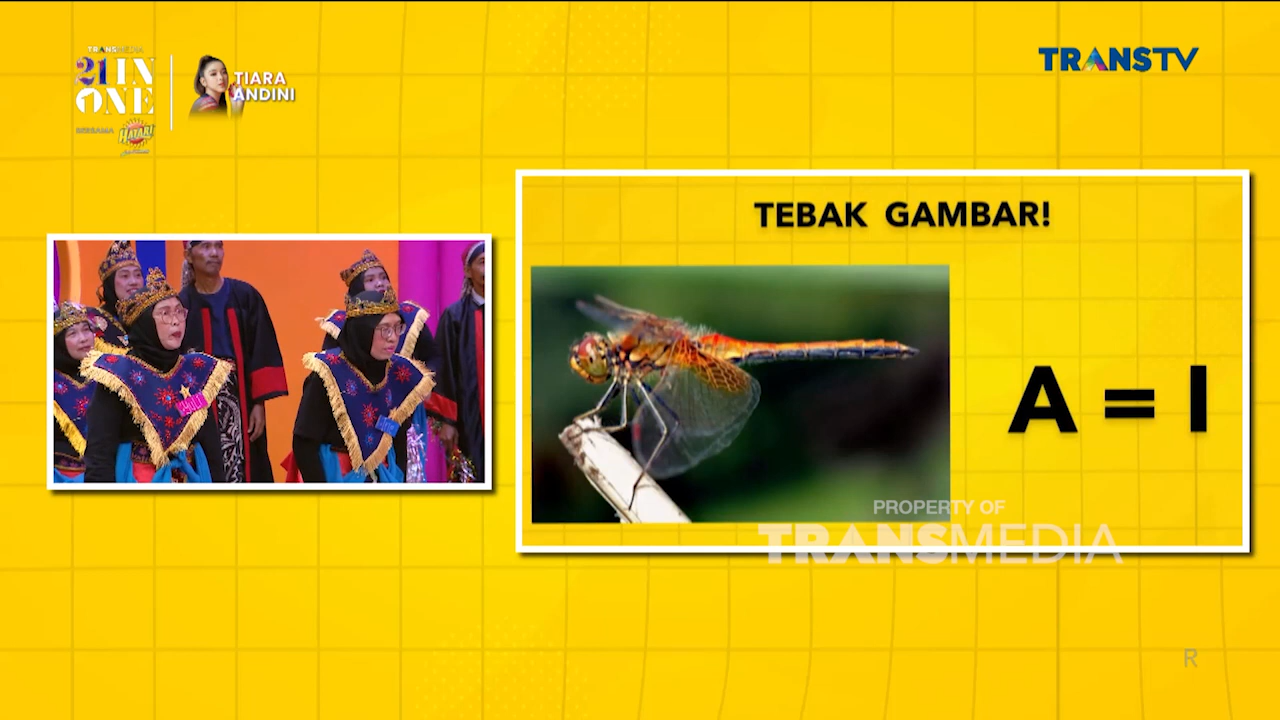 TRANSMEDIA
21 IN
ONE
BERSAMA HATARI
TIARA
ANDINI
TRANSTV
TEBAK GAMBAR!
A = I
PROPERTY OF
TRANSMEDIA
R